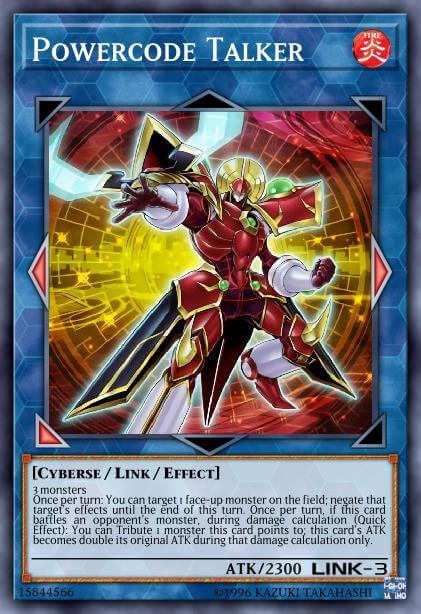 POWERCODE TALKER
FIRE
炎
[CYBERSE / LINK / EFFECT]
3 monsters
Once per turn: You can target 1 face-up monster on the field; negate that
target's effects until the end of this turn. Once per turn, if this card
battles an opponent's monster, during damage calculation (Quick
Effect): You can Tribute 1 monster this card points to; this card's ATK
becomes double its original ATK during that damage calculation only.
ATK/2300 LINK-3
15844566 ©1996 KAZUKI TAKAHASHI